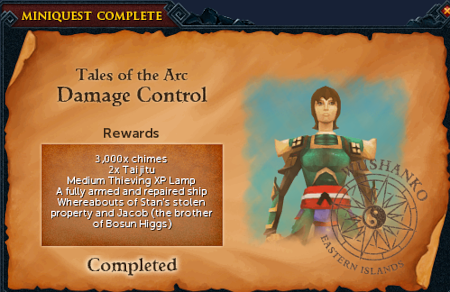 MINIQUEST COMPLETE
Tales of the Arc
Damage Control
Rewards
3,000x chimes
2x Taijitu
Medium Thieving XP Lamp
A fully armed and repaired ship
Whereabouts of Stan's stolen
property and Jacob (the brother
of Bosun Higgs)
Completed
SHANKO
EASTERN ISLANDS